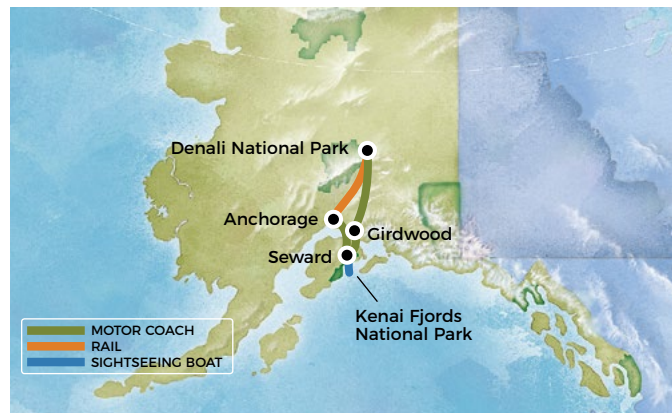 Denali National Park
Anchorage
Girdwood
Seward
Kenai Fjords
National Park
MOTOR COACH
RAIL
SIGHTSEEING BOAT